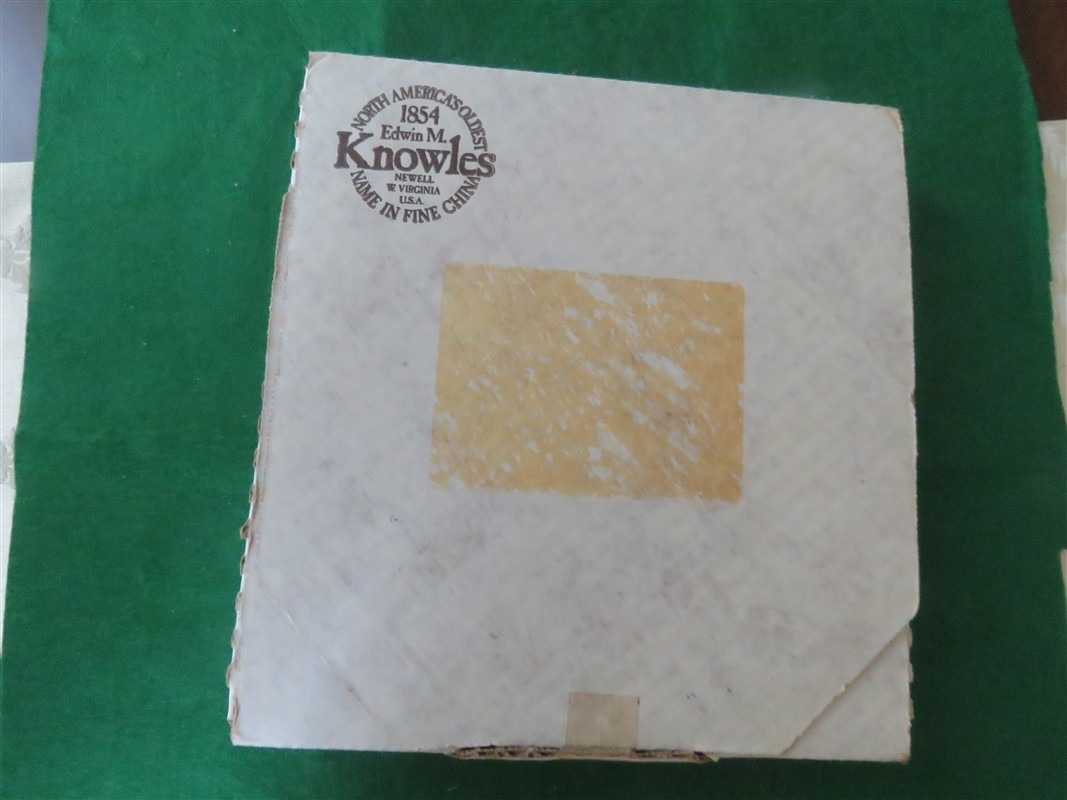 NORTH AMERICA'S OLDEST
1854
Edwin M.
Knowles
NEWELL
W. VIRGINIA
U.S.A.
NAME IN FINE CHINA